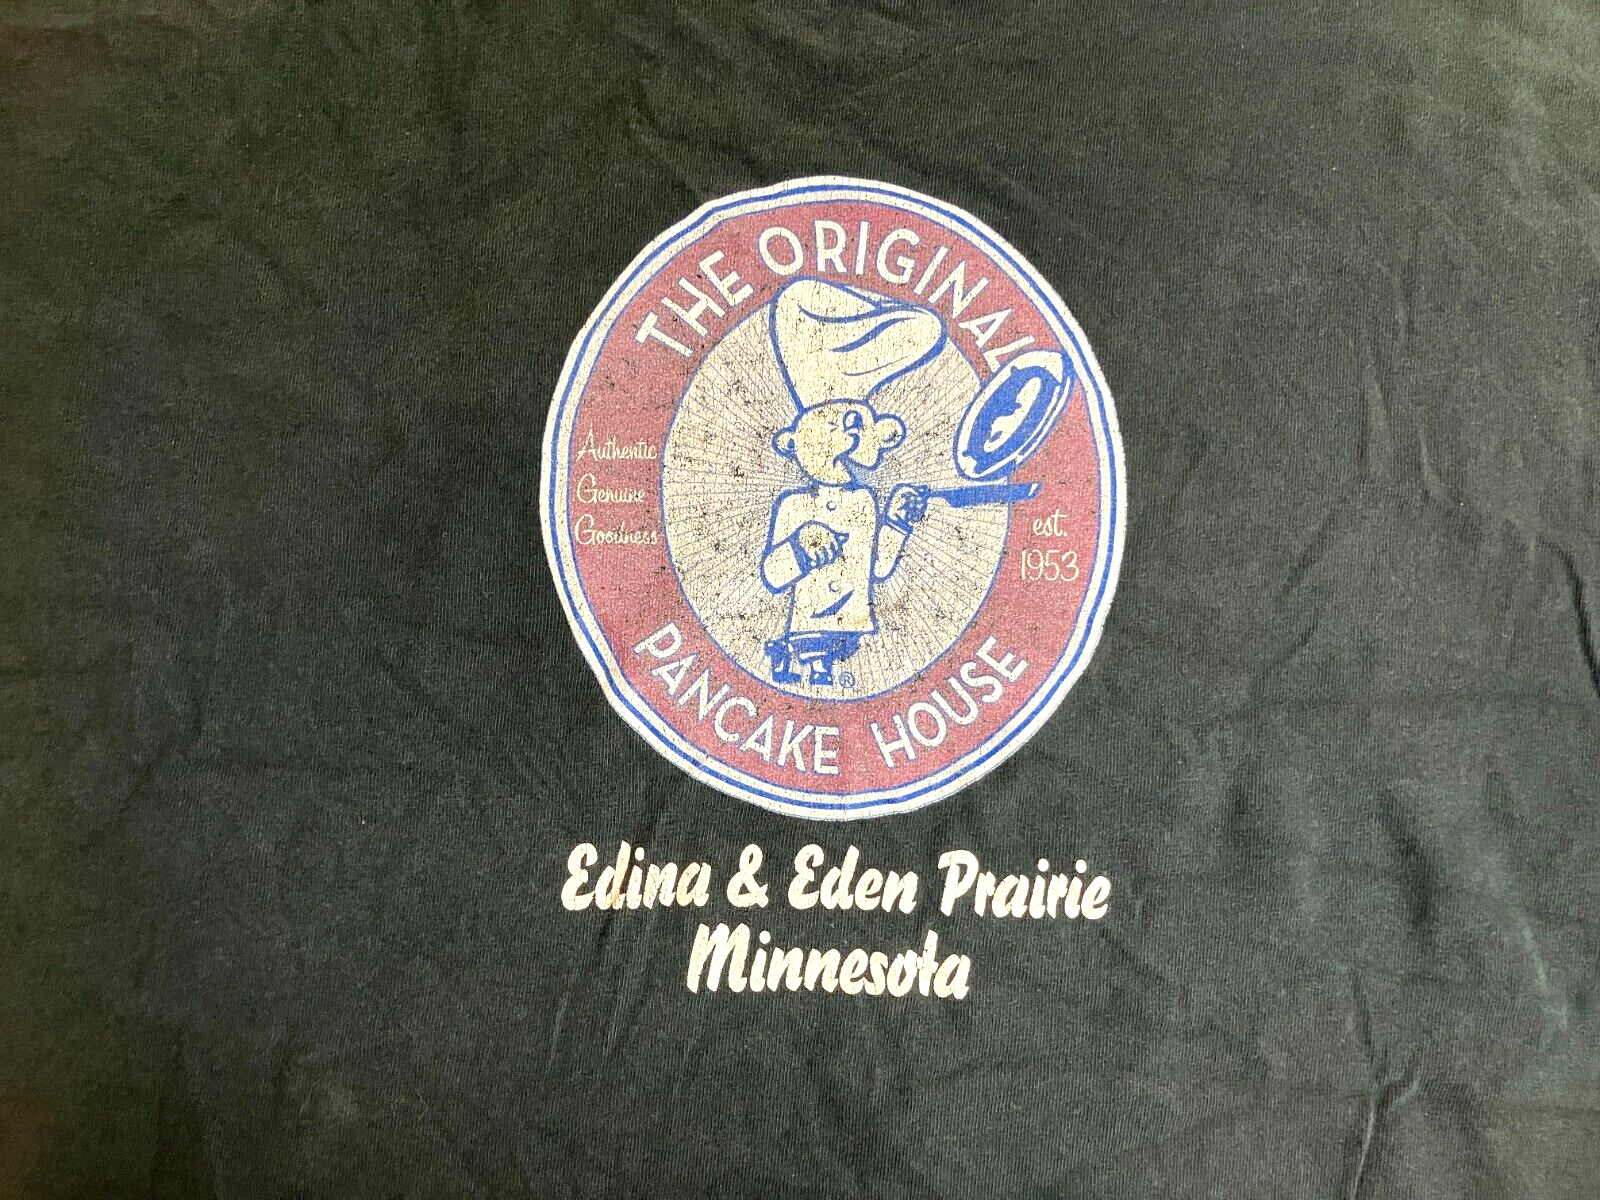 THE ORIGINAL
Authentic
Genuine
Goodness
est.
1953
®
PANCAKE HOUSE
Edina & Eden Prairie
Minnesota